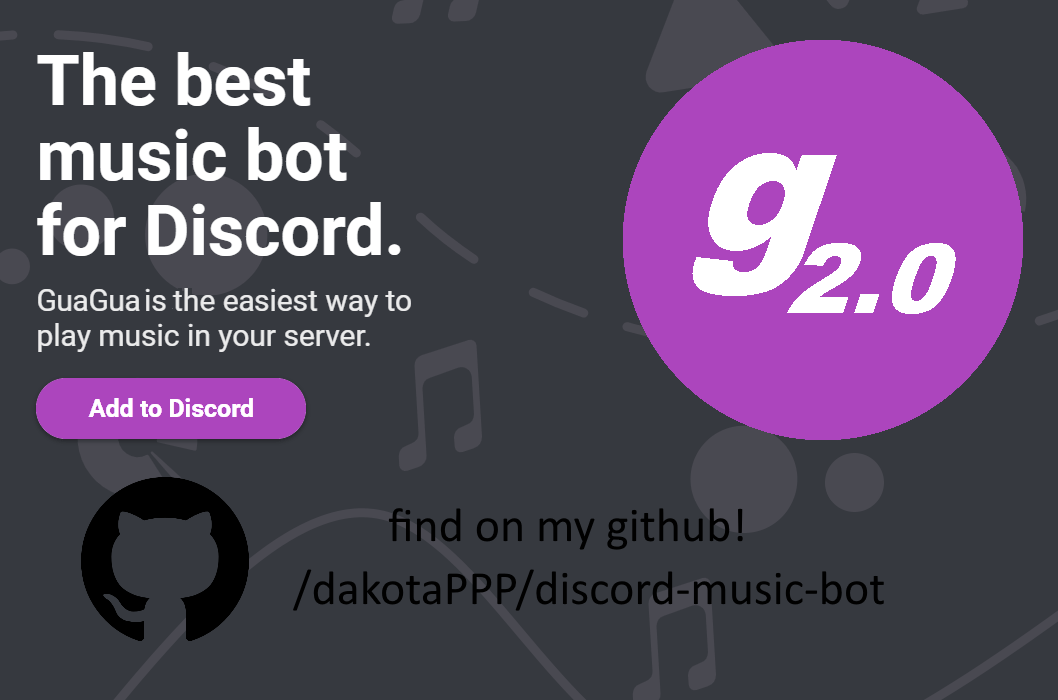 The best
music bot
for Discord.
GuaGua is the easiest way to
play music in your server.
Add to Discord
g2.0
find on my github!
/dakotaPPP/discord-music-bot